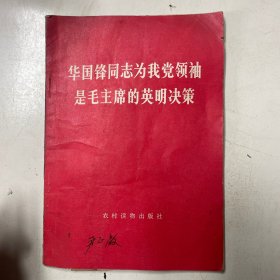 华国锋同志为我党领袖
是毛主席的英明决策
农村读物出版社